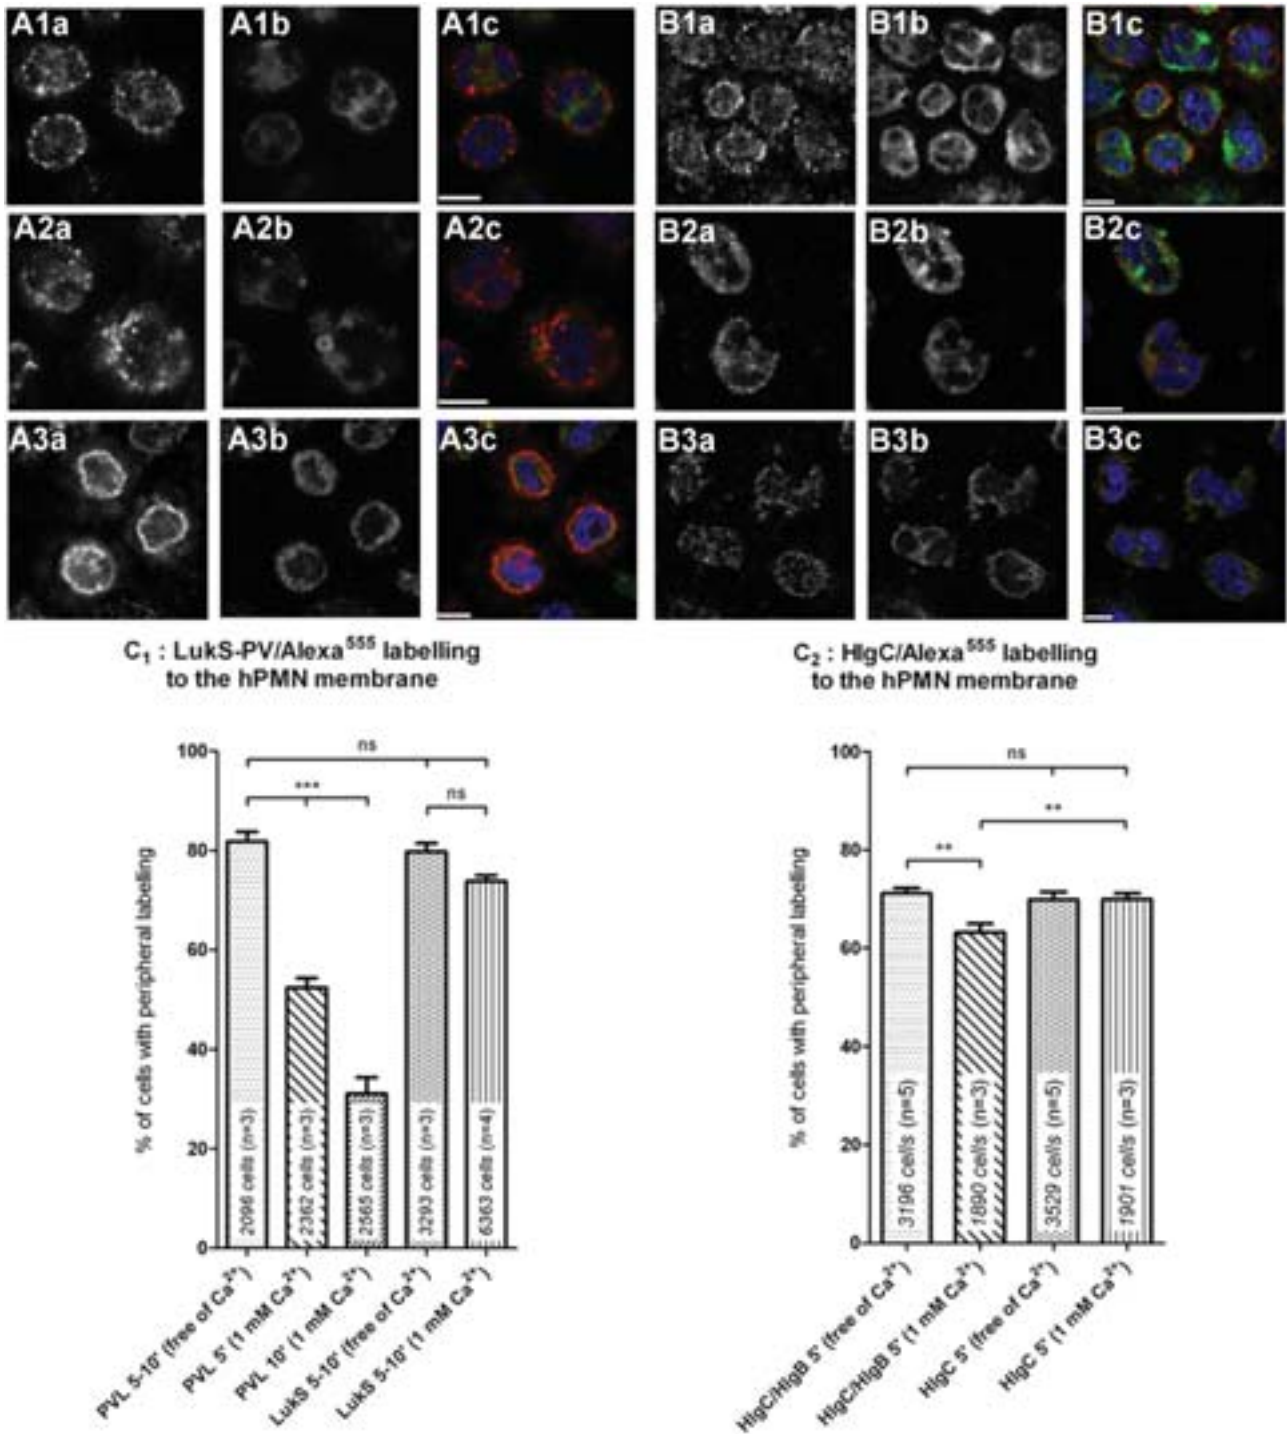 A1a
A1b
A1c
B1a
B1b
B1c
A2a
A2b
A2c
B2a
B2b
B2c
A3a
A3b
A3c
B3a
B3b
B3c
C1 : LukS-PV/Alexa555 labelling
to the hPMN membrane
% of cells with peripheral labelling
100
80
60
40
20
0
ns
***
ns
2096 cells (n=3)
2362 cells (n=3)
2565 cells (n=3)
3293 cells (n=3)
6363 cells (n=4)
PVL 5-10' (free of Ca2+)
PVL 5' (1 mM Ca2+)
PVL 10' (1 mM Ca2+)
LukS 5-10' (free of Ca2+)
LukS 5-10' (1 mM Ca2+)
C2 : HlgC/Alexa555 labelling
to the hPMN membrane
% of cells with peripheral labelling
100
80
60
40
20
0
ns
**
**
3196 cells (n=5)
1890 cells (n=3)
3529 cells (n=5)
1901 cells (n=3)
HlgC/HlgB 5' (free of Ca2+)
HlgC/HlgB 5' (1 mM Ca2+)
HlgC 5' (free of Ca2+)
HlgC 5' (1 mM Ca2+)